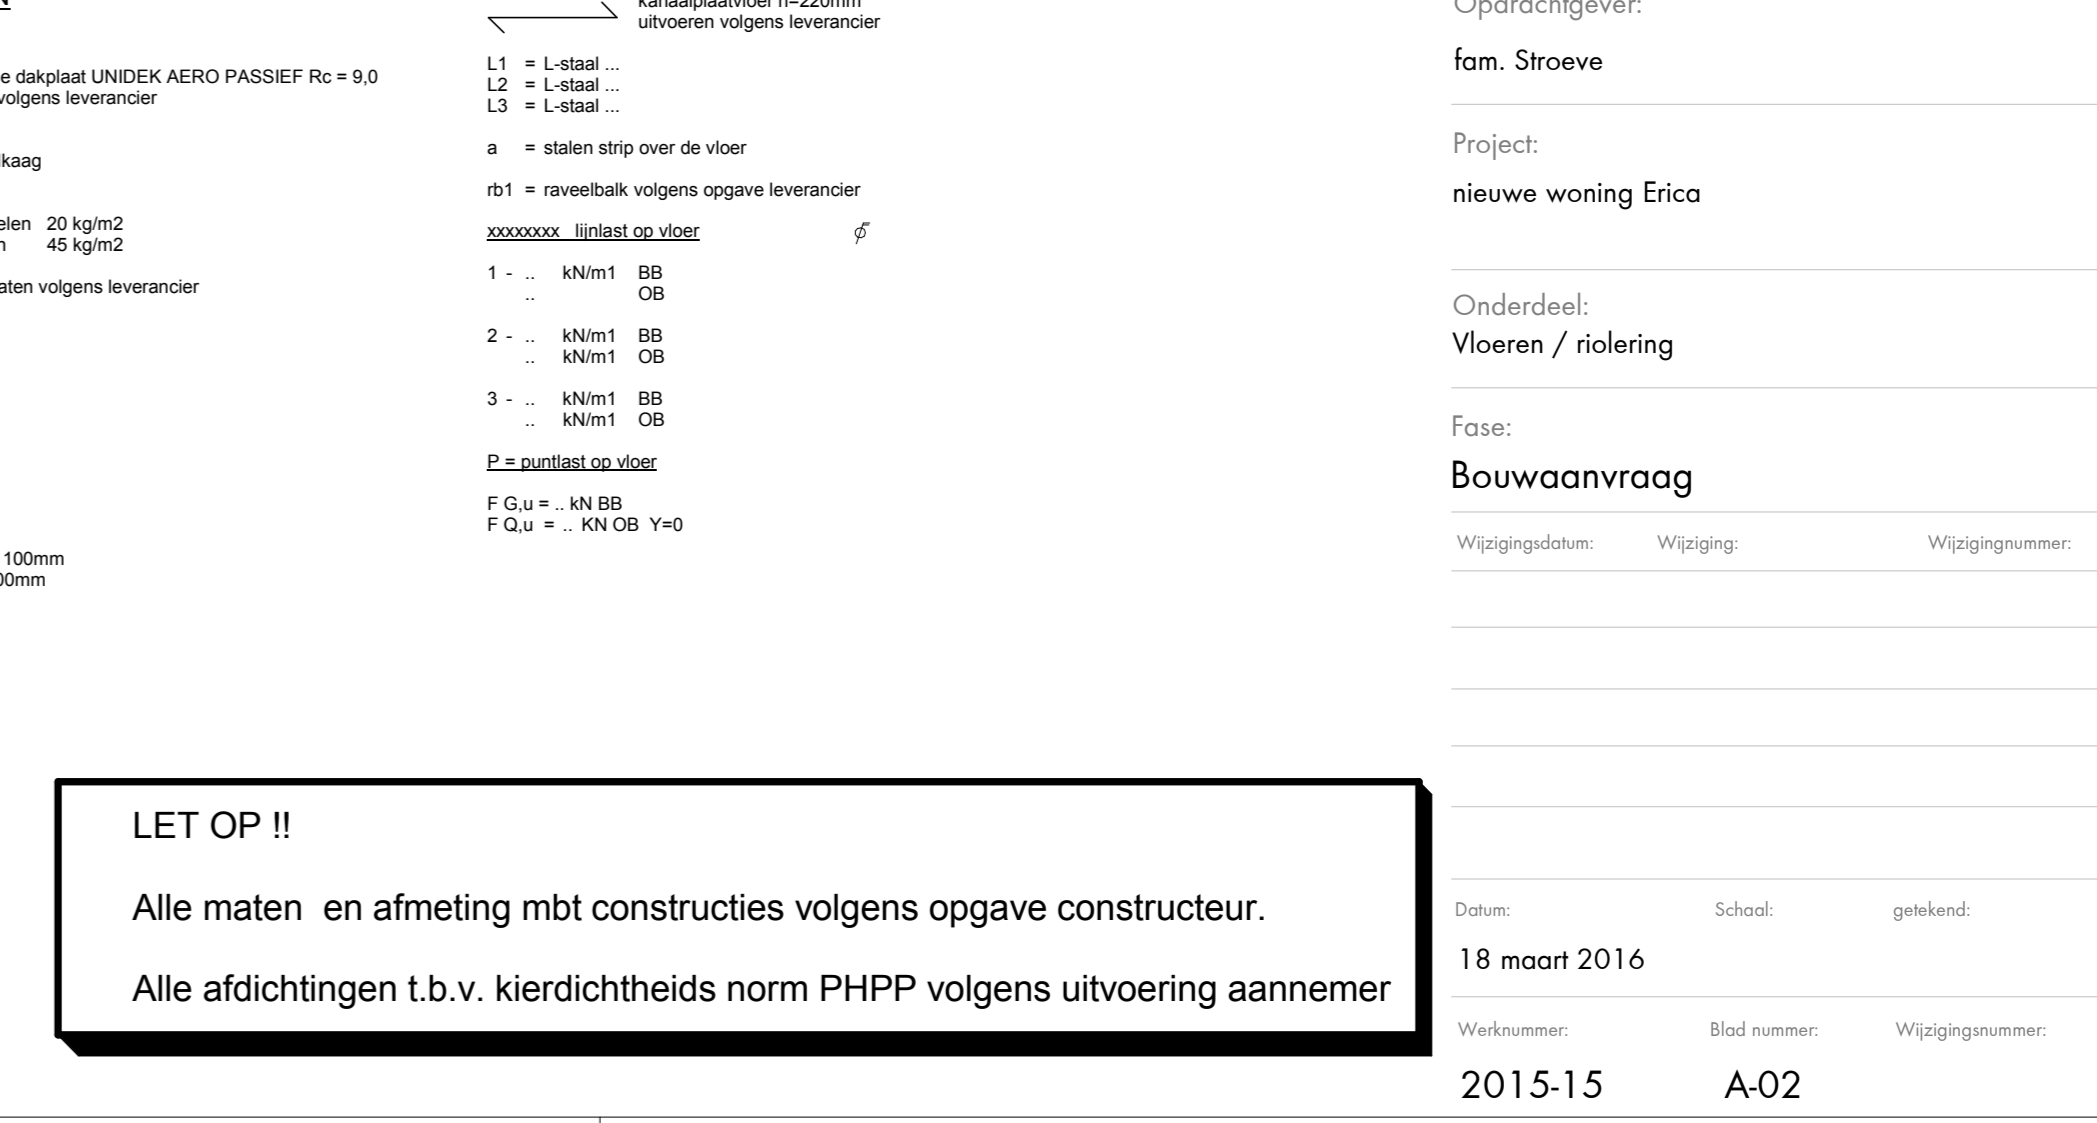 e dakplaat UNIDEK AERO PASSIEF Rc = 9,0
volgens leverancier
kaag
elen 20 kg/m2
n 45 kg/m2
aten volgens leverancier
100mm
00mm
kanaalplaatvloer h=220mm
uitvoeren volgens leverancier
L1 = L-staal ...
L2 = L-staal ...
L3 = L-staal ...
a = stalen strip over de vloer
rb1 = raveelbalk volgens opgave leverancier
xxxxxxxx lijnlast op vloer
1 - .. kN/m1 BB
.. OB
2 - .. kN/m1 BB
.. kN/m1 OB
3 - .. kN/m1 BB
.. kN/m1 OB
P = puntlast op vloer
F G,u = .. kN BB
F Q,u = .. KN OB Y=0
LET OP !!
Alle maten en afmeting mbt constructies volgens opgave constructeur.
Alle afdichtingen t.b.v. kierdichtheids norm PHPP volgens uitvoering aannemer
Opdrachtgever:
fam. Stroeve
Project:
nieuwe woning Erica
Onderdeel:
Vloeren / riolering
Fase:
Bouwaanvraag
Wijzigingsdatum: Wijziging: Wijzigingnummer:
Datum: Schaal: getekend:
18 maart 2016
Werknummer: Blad nummer: Wijzigingsnummer:
2015-15 A-02